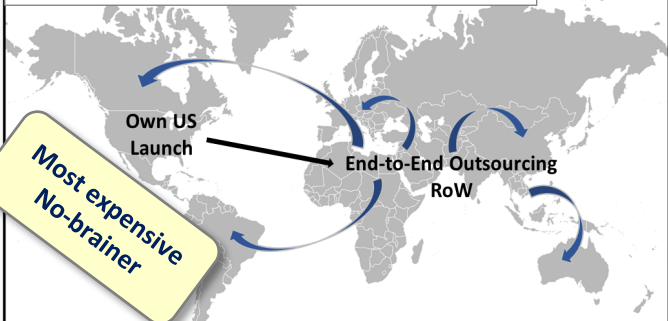 Own US
Launch
End-to-End Outsourcing
RoW
Most expensive
No-brainer